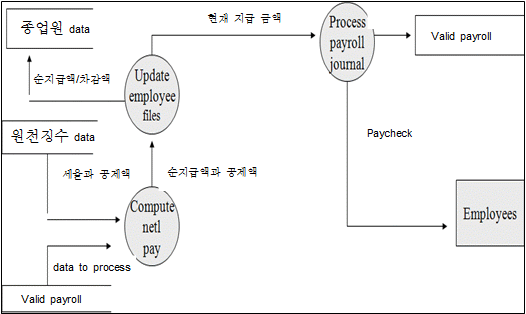 종업원 data
현재 지급 금액
Process
payroll
journal
Valid payroll
Update
employee
files
순지급액/차감액
원천징수 data
Paycheck
세율과 공제액
순지급액과 공제액
Compute
netl
pay
Employees
data to process
Valid payroll